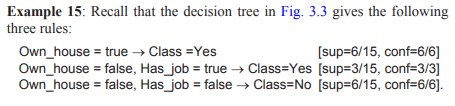 Example 15: Recall that the decision tree in Fig. 3.3 gives the following
three rules:
Own_house = true → Class =Yes [sup=6/15, conf=6/6]
Own_house = false, Has_job = true → Class=Yes [sup=3/15, conf=3/3]
Own_house = false, Has_job = false → Class=No [sup=6/15, conf=6/6].